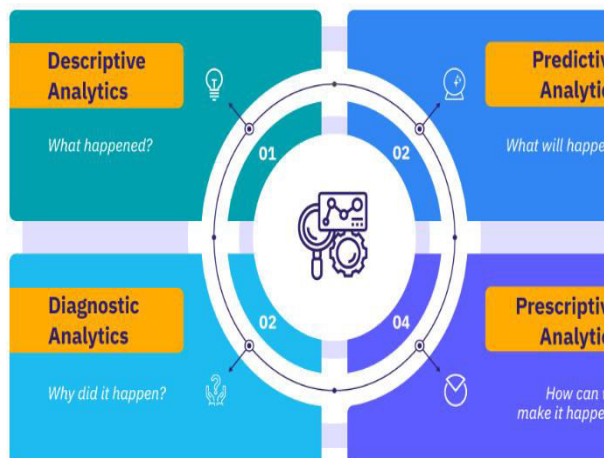 Descriptive
Analytics
What happened?
01
Predictiv
Analytic
What will happe
02
Diagnostic
Analytics
Why did it happen?
02
Prescriptiv
Analytic
How can
make it happe
04